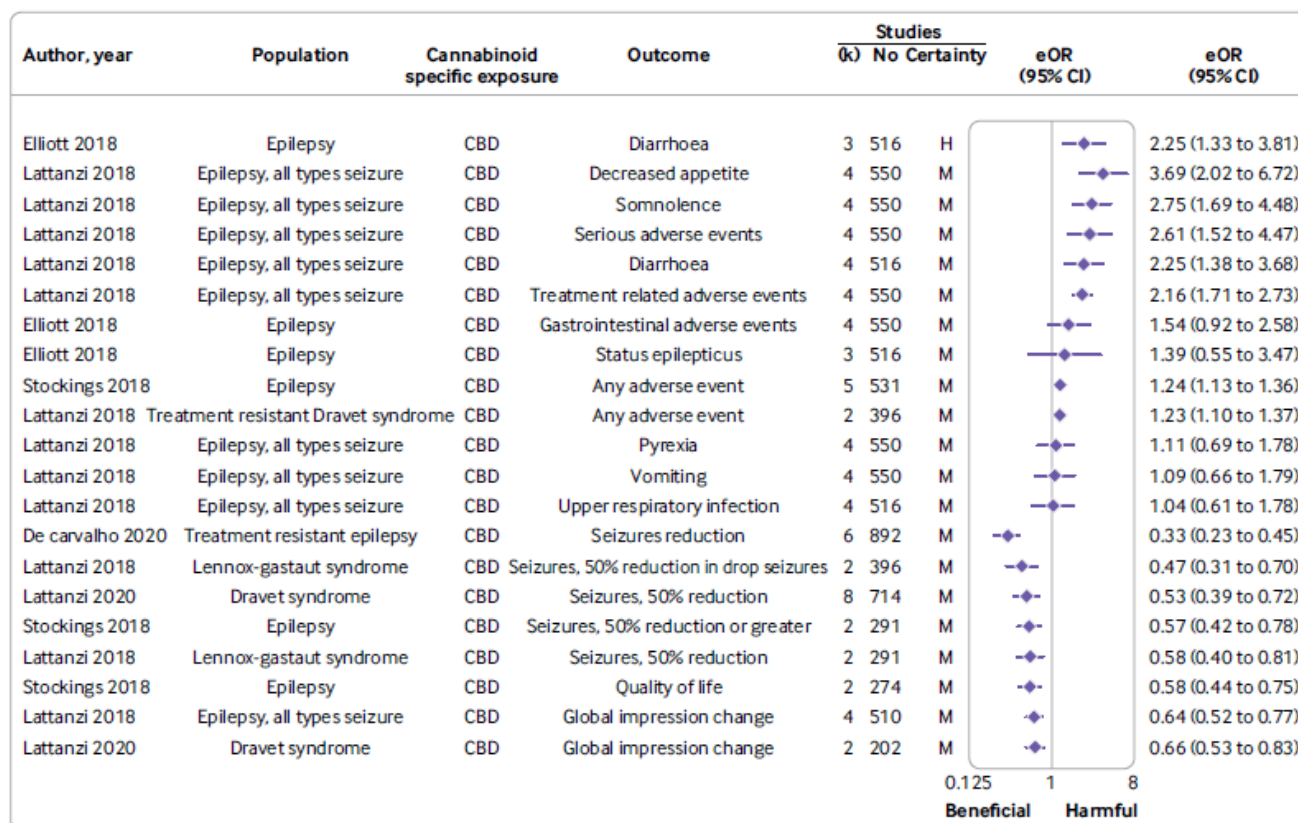 Studies
Author, year Population Cannabinoid specific exposure Outcome (k) No Certainty eOR (95% CI) eOR (95% CI)
Elliott 2018 Epilepsy CBD Diarrhoea 3 516 H 2.25 (1.33 to 3.81)
Lattanzi 2018 Epilepsy, all types seizure CBD Decreased appetite 4 550 M 3.69 (2.02 to 6.72)
Lattanzi 2018 Epilepsy, all types seizure CBD Somnolence 4 550 M 2.75 (1.69 to 4.48)
Lattanzi 2018 Epilepsy, all types seizure CBD Serious adverse events 4 550 M 2.61 (1.52 to 4.47)
Lattanzi 2018 Epilepsy, all types seizure CBD Diarrhoea 4 516 M 2.25 (1.38 to 3.68)
Lattanzi 2018 Epilepsy, all types seizure CBD Treatment related adverse events 4 550 M 2.16 (1.71 to 2.73)
Elliott 2018 Epilepsy CBD Gastrointestinal adverse events 4 550 M 1.54 (0.92 to 2.58)
Elliott 2018 Epilepsy CBD Status epilepticus 3 516 M 1.39 (0.55 to 3.47)
Stockings 2018 Epilepsy CBD Any adverse event 5 531 M 1.24 (1.13 to 1.36)
Lattanzi 2018 Treatment resistant Dravet syndrome CBD Any adverse event 2 396 M 1.23 (1.10 to 1.37)
Lattanzi 2018 Epilepsy, all types seizure CBD Pyrexia 4 550 M 1.11 (0.69 to 1.78)
Lattanzi 2018 Epilepsy, all types seizure CBD Vomiting 4 550 M 1.09 (0.66 to 1.79)
Lattanzi 2018 Epilepsy, all types seizure CBD Upper respiratory infection 4 516 M 1.04 (0.61 to 1.78)
De carvalho 2020 Treatment resistant epilepsy CBD Seizures reduction 6 892 M 0.33 (0.23 to 0.45)
Lattanzi 2018 Lennox-gastaut syndrome CBD Seizures, 50% reduction in drop seizures 2 396 M 0.47 (0.31 to 0.70)
Lattanzi 2020 Dravet syndrome CBD Seizures, 50% reduction 8 714 M 0.53 (0.39 to 0.72)
Stockings 2018 Epilepsy CBD Seizures, 50% reduction or greater 2 291 M 0.57 (0.42 to 0.78)
Lattanzi 2018 Lennox-gastaut syndrome CBD Seizures, 50% reduction 2 291 M 0.58 (0.40 to 0.81)
Stockings 2018 Epilepsy CBD Quality of life 2 274 M 0.58 (0.44 to 0.75)
Lattanzi 2018 Epilepsy, all types seizure CBD Global impression change 4 510 M 0.64 (0.52 to 0.77)
Lattanzi 2020 Dravet syndrome CBD Global impression change 2 202 M 0.66 (0.53 to 0.83)
0.125 1 8
Beneficial Harmful